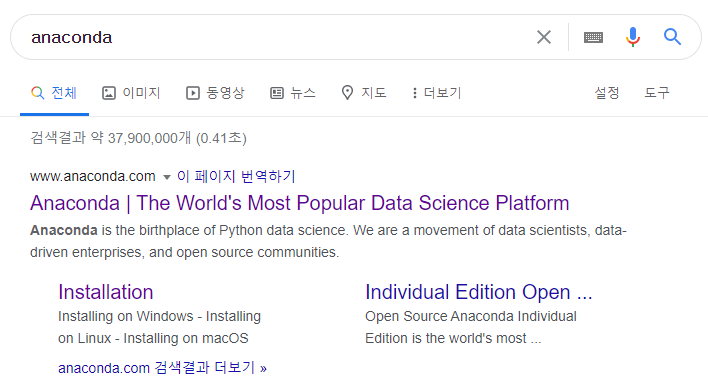 anaconda
전체 이미지 동영상 뉴스 지도 더보기 설정 도구
검색결과 약 37,900,000개 (0.41초)
www.anaconda.com 이 페이지 번역하기
Anaconda | The World's Most Popular Data Science Platform
Anaconda is the birthplace of Python data science. We are a movement of data scientists, data-
driven enterprises, and open source communities.
Installation
Installing on Windows - Installing
on Linux - Installing on macOS
Individual Edition Open ...
Open Source Anaconda Individual
Edition is the world's most ...
anaconda.com 검색결과 더보기 »